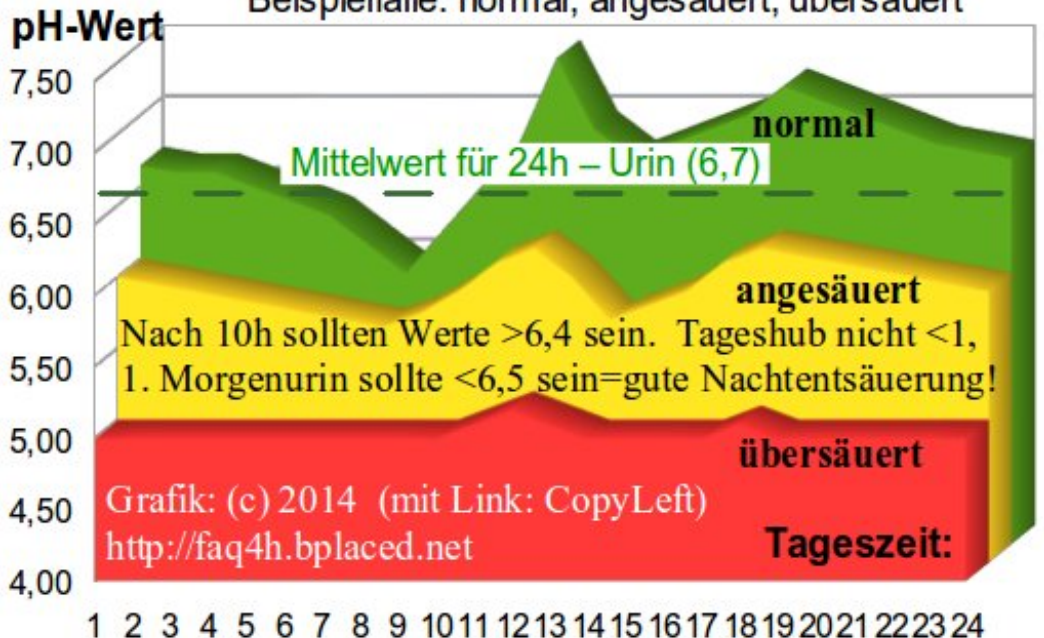 Beispielfälle: normal, angesäuert, übersäuert
pH-Wert
7,50
7,00
6,50
6,00
5,50
5,00
4,50
4,00
normal
Mittelwert für 24h – Urin (6,7)
angesäuert
Nach 10h sollten Werte >6,4 sein. Tageshub nicht <1,
1. Morgenurin sollte <6,5 sein=gute Nachtentsäuerung!
übersäuert
Grafik: (c) 2014 (mit Link: CopyLeft)
http://faq4h.bplaced.net
Tageszeit:
1 2 3 4 5 6 7 8 9 10 11 12 13 14 15 16 17 18 19 20 21 22 23 24